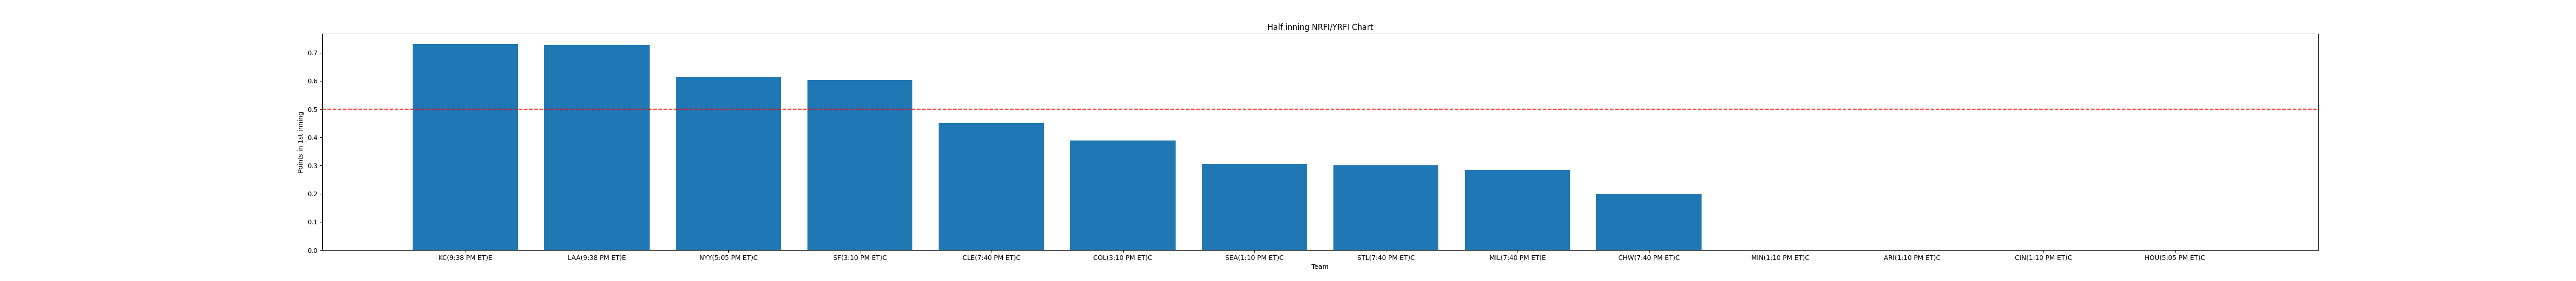 Half inning NRFI/YRFI Chart
Points in 1st inning
0.7
0.6
0.5
0.4
0.3
0.2
0.1
0.0
KC(9:38 PM ET)E LAA(9:38 PM ET)E NYY(5:05 PM ET)C SF(3:10 PM ET)C CLE(7:40 PM ET)C COL(3:10 PM ET)C SEA(1:10 PM ET)C STL(7:40 PM ET)C MIL(7:40 PM ET)E CHW(7:40 PM ET)C MIN(1:10 PM ET)C ARI(1:10 PM ET)C CIN(1:10 PM ET)C HOU(5:05 PM ET)C
Team